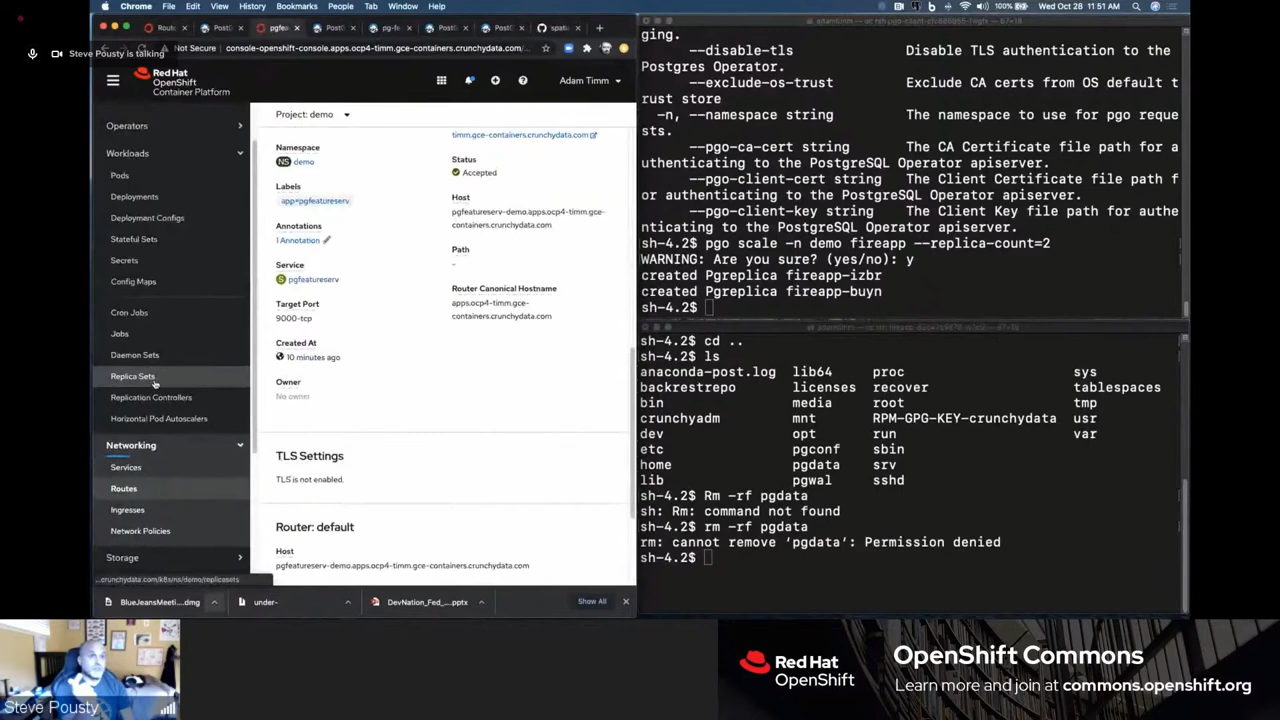 Chrome File Edit View History Bookmarks People Tab Window Help
100% Wed Oct 28 11:51 AM
Steve Pousty is talking
Not Secure console-openshift-console.apps.ocp4-timm.gce-containers.crunchydata.com/...
Red Hat
OpenShift
Container Platform
Adam Timm
Project: demo
Operators
Workloads
Pods
Deployments
Deployment Configs
Stateful Sets
Secrets
Config Maps
Cron Jobs
Jobs
Daemon Sets
Replica Sets
Replication Controllers
Horizontal Pod Autoscalers
Networking
Services
Routes
Ingresses
Network Policies
Storage
...crunchydata.com/k8s/ns/demo/replicasets
Namespace
NS demo
Labels
app=pgfeatureserv
Annotations
1 Annotation
Service
S pgfeatureserv
Target Port
9000-tcp
Created At
10 minutes ago
Owner
No owner
timm.gce-containers.crunchydata.com
Status
Accepted
Host
pgfeatureserv-demo.apps.ocp4-timm.gce-
containers.crunchydata.com
Path
-
Router Canonical Hostname
apps.ocp4-timm.gce-
containers.crunchydata.com
TLS Settings
TLS is not enabled.
Router: default
Host
pgfeatureserv-demo.apps.ocp4-timm.gce-containers.crunchydata.com
BlueJeansMeeti....dmg
under-
DevNation_Fed_....pptx
Show All
ging.
--disable-tls Disable TLS authentication to the
Postgres Operator.
--exclude-os-trust Exclude CA certs from OS default t
rust store
-n, --namespace string The namespace to use for pgo reque
sts.
--pgo-ca-cert string The CA Certificate file path for a
uthenticating to the PostgreSQL Operator apiserver.
--pgo-client-cert string The Client Certificate file path f
or authenticating to the PostgreSQL Operator apiserver.
--pgo-client-key string The Client Key file path for authe
nticating to the PostgreSQL Operator apiserver.
sh-4.2$ pgo scale -n demo fireapp --replica-count=2
WARNING: Are you sure? (yes/no): y
created Pgreplica fireapp-izbr
created Pgreplica fireapp-buyn
sh-4.2$
sh-4.2$ cd ..
sh-4.2$ ls
anaconda-post.log lib64 proc sys
backrestrepo licenses recover tablespaces
bin media root tmp
crunchyadm mnt RPM-GPG-KEY-crunchydata usr
dev opt run var
etc pgconf sbin
home pgdata srv
lib pgwal sshd
sh-4.2$ Rm -rf pgdata
sh: Rm: command not found
sh-4.2$ rm -rf pgdata
rm: cannot remove ‘pgdata’: Permission denied
sh-4.2$
Steve Pousty
Red Hat
OpenShift
OpenShift Commons
Learn more and join at commons.openshift.org